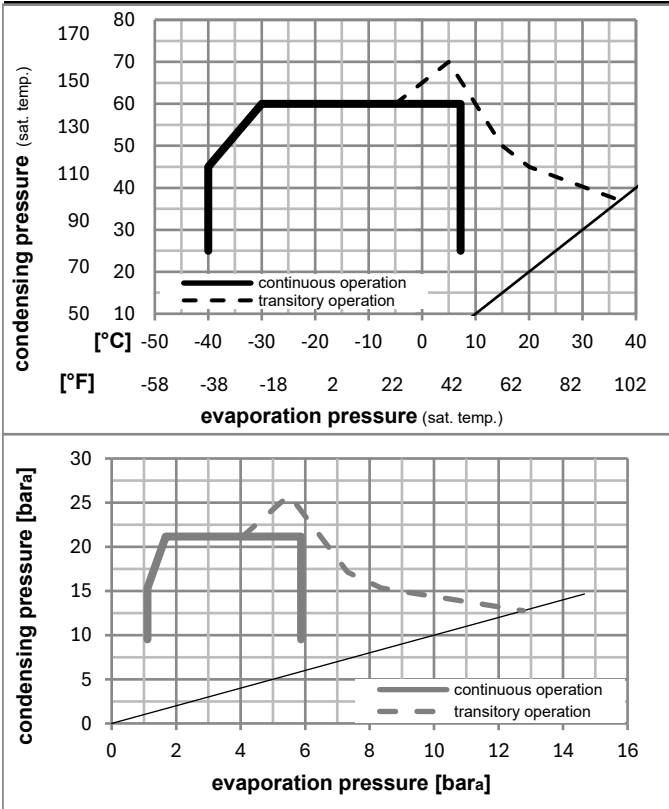 condensing pressure (sat. temp.)
170
150
130
110
90
70
50
80
70
60
50
40
30
20
10
continuous operation
transitory operation
[°C] -50 -40 -30 -20 -10 0 10 20 30 40
[°F] -58 -38 -18 2 22 42 62 82 102
evaporation pressure (sat. temp.)
condensing pressure [bara]
30
25
20
15
10
5
0
continuous operation
transitory operation
0 2 4 6 8 10 12 14 16
evaporation pressure [bara]